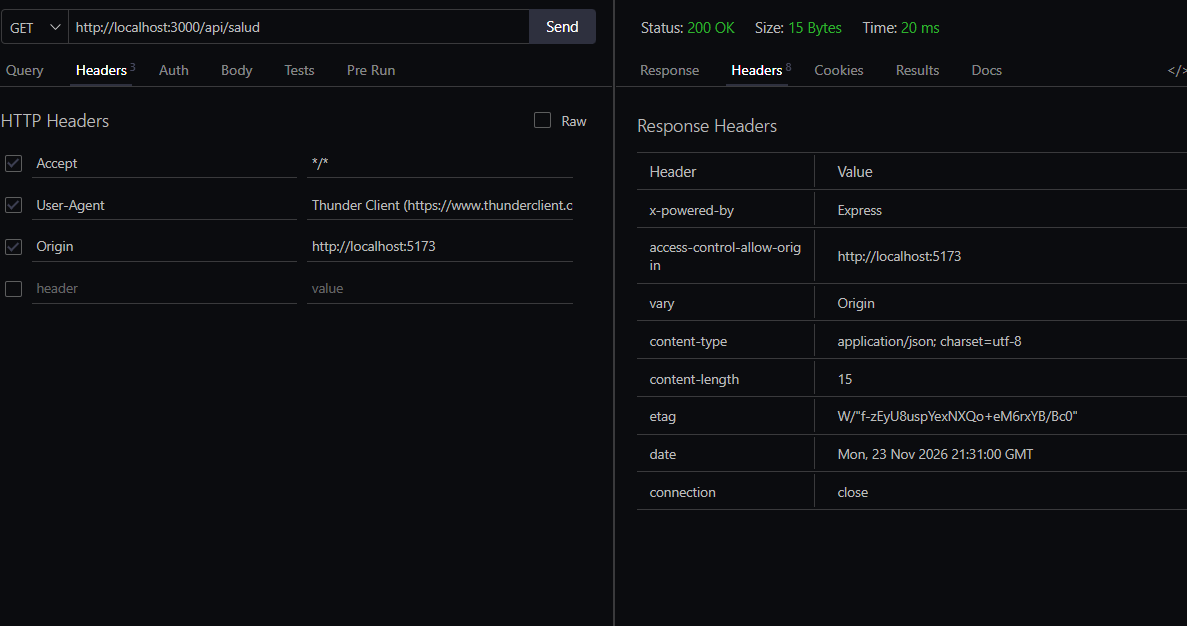 GET http://localhost:3000/api/salud Send
Query Headers 3 Auth Body Tests Pre Run
HTTP Headers Raw
Accept */*
User-Agent Thunder Client (https://www.thunderclient.c
Origin http://localhost:5173
header value
Status: 200 OK Size: 15 Bytes Time: 20 ms
Response Headers 8 Cookies Results Docs </>
Response Headers
Header Value
x-powered-by Express
access-control-allow-orig
in http://localhost:5173
vary Origin
content-type application/json; charset=utf-8
content-length 15
etag W/"f-zEyU8uspYexNXQo+eM6rxYB/Bc0"
date Mon, 23 Nov 2026 21:31:00 GMT
connection close